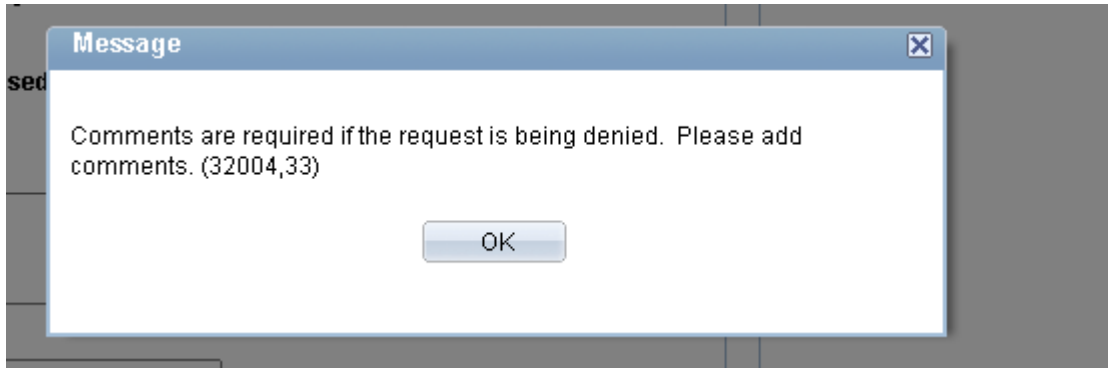 Message
sed
Comments are required if the request is being denied.  Please add
comments. (32004,33)
OK